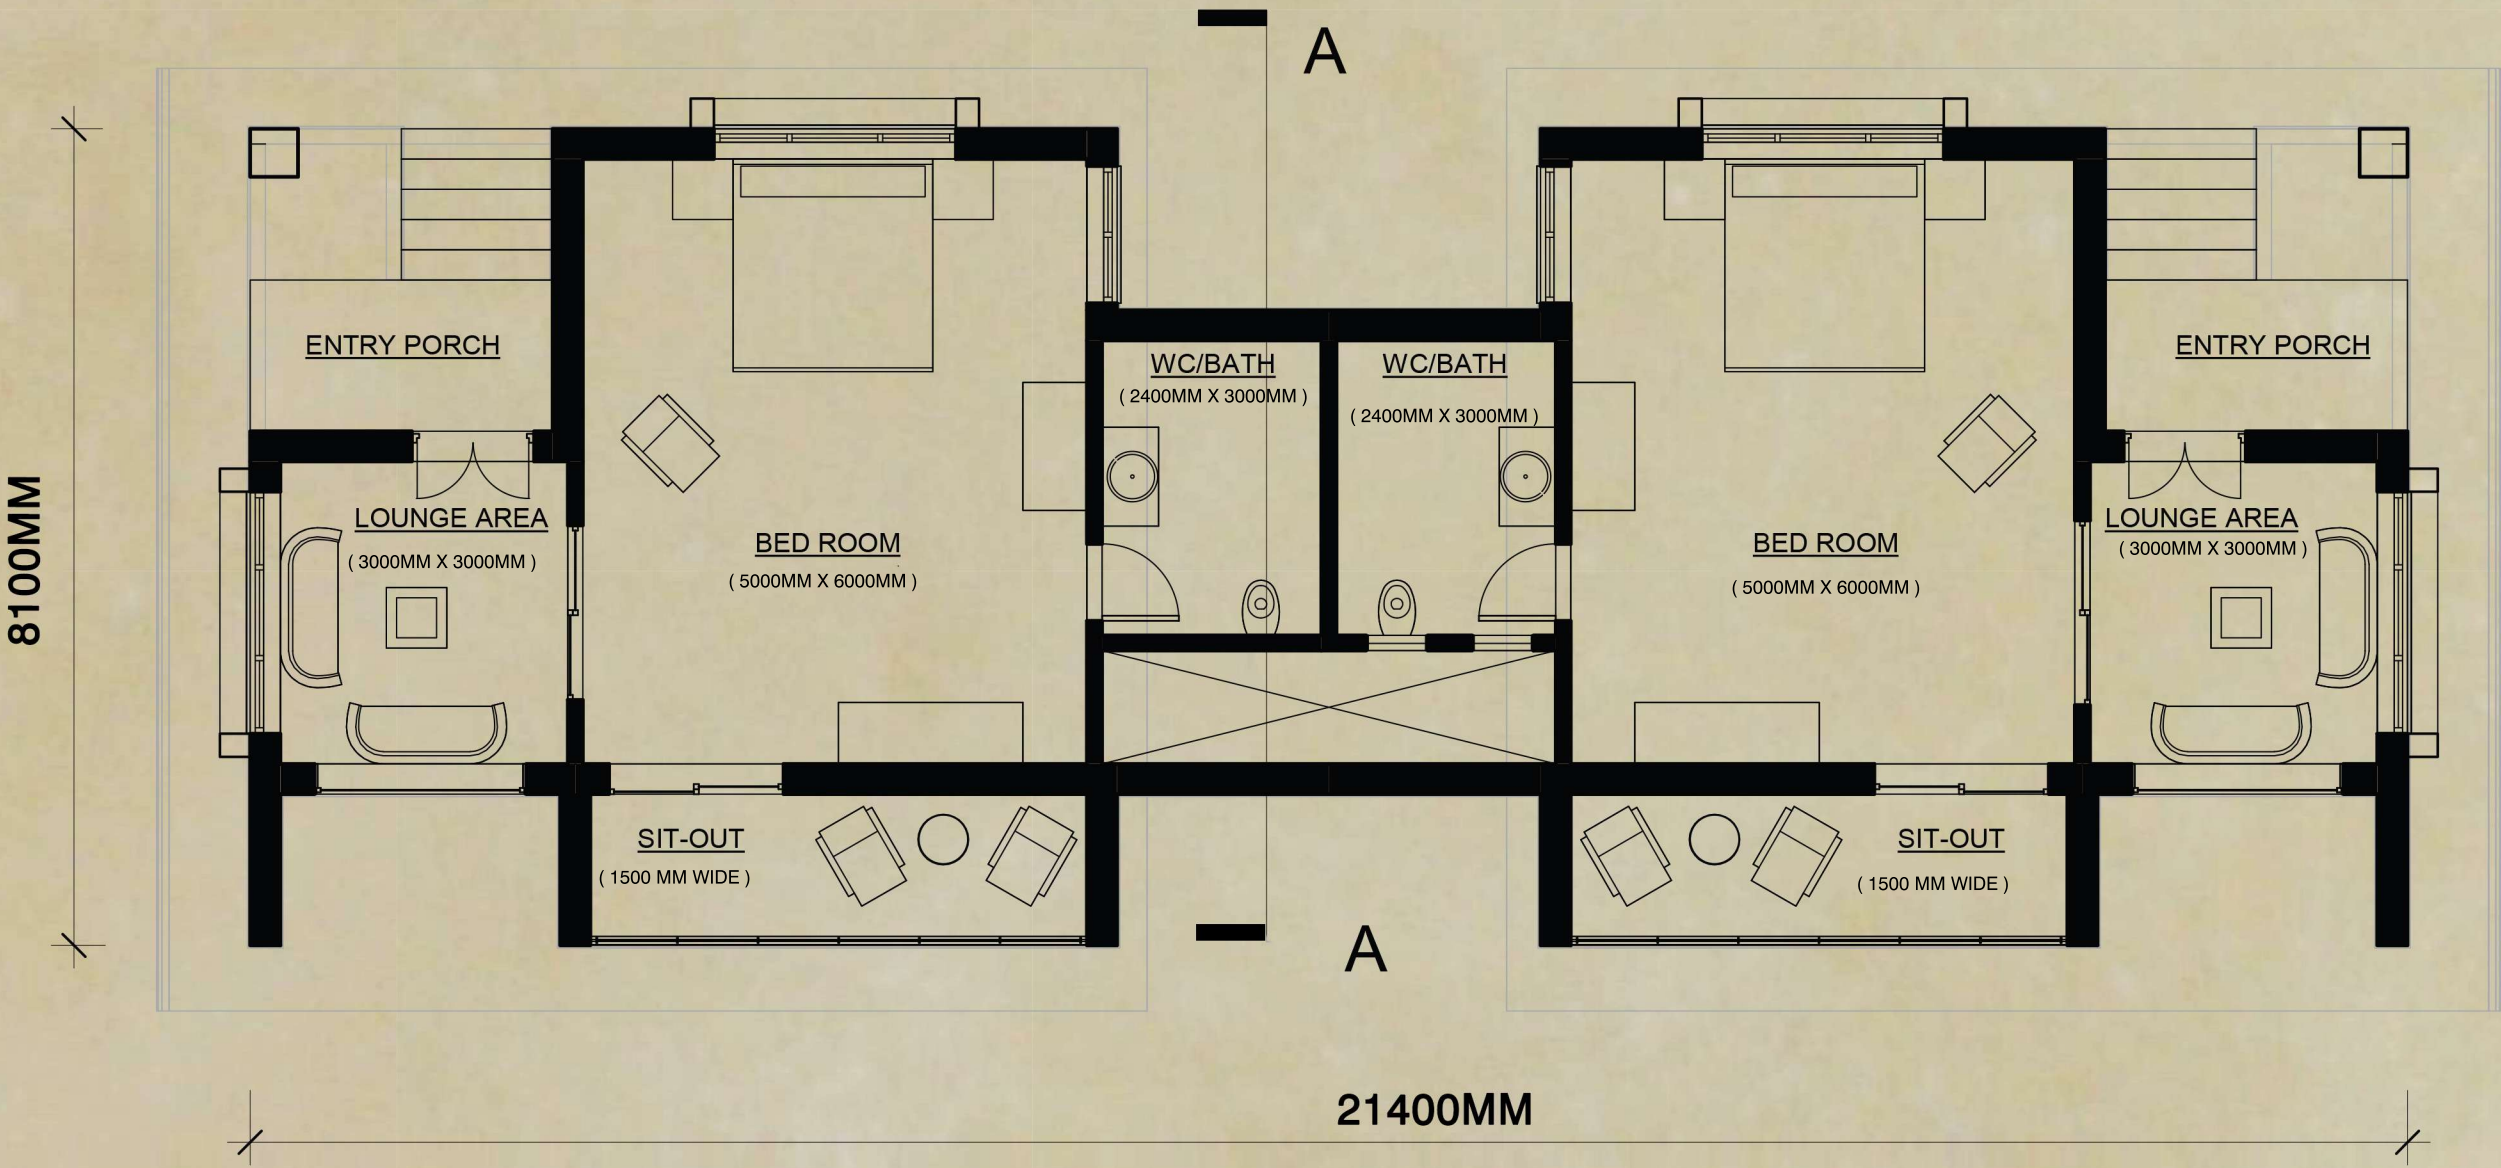 A
ENTRY PORCH
ENTRY PORCH
WC/BATH
( 2400MM X 3000MM )
WC/BATH
( 2400MM X 3000MM )
LOUNGE AREA
( 3000MM X 3000MM )
BED ROOM
( 5000MM X 6000MM )
BED ROOM
( 5000MM X 6000MM )
LOUNGE AREA
( 3000MM X 3000MM )
8100MM
SIT-OUT
( 1500 MM WIDE )
SIT-OUT
( 1500 MM WIDE )
A
21400MM